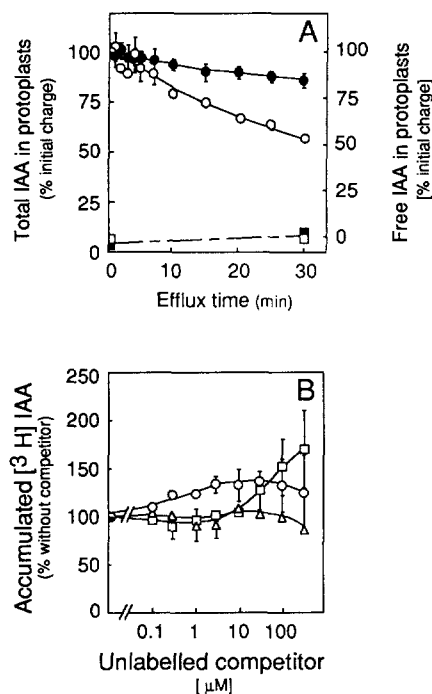 A
Total IAA in protoplasts
(% initial charge)
100
75
50
25
0
100
75
50
25
0
Free IAA in protoplasts
[% initial charge)
10
20
30
Efflux time (min)
B
Accumulated [³H] IAA
(% without competitor)
250
200
150
100
50
0
0.1
1
10
100
Unlabelled competitor
[ μM]